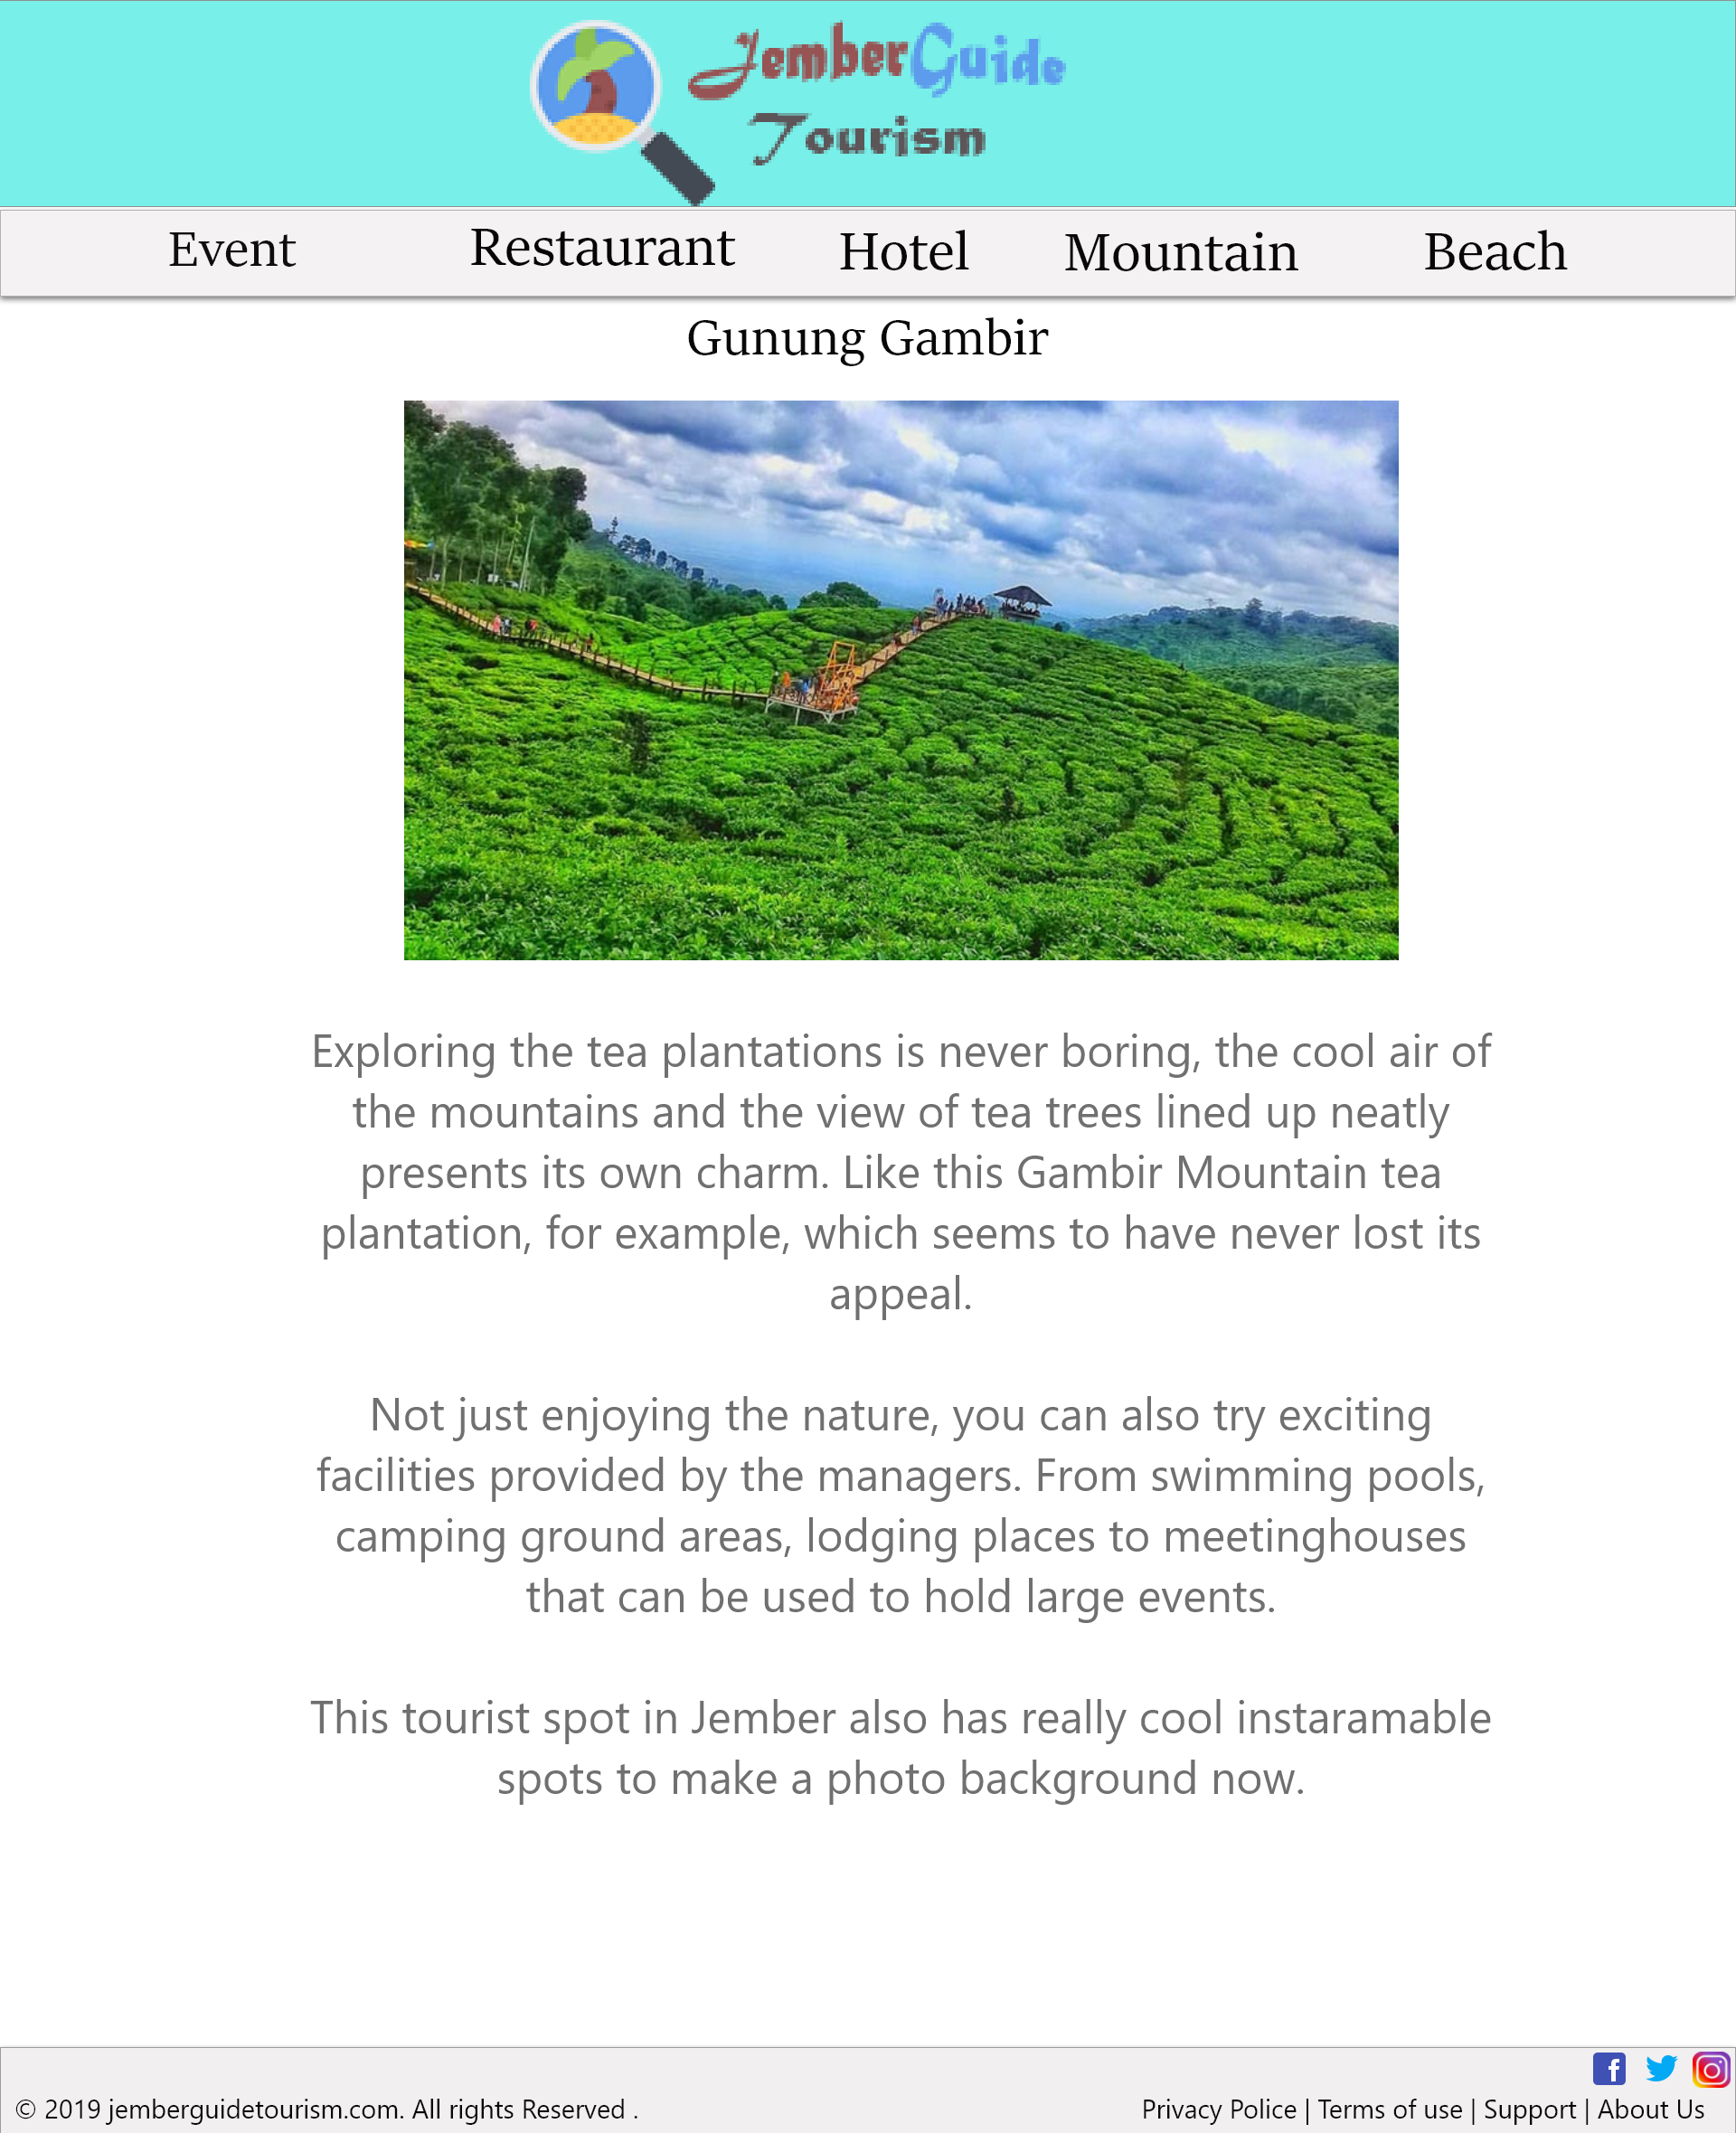 JemberGuide
Tourism
Event Restaurant Hotel Mountain Beach
Gunung Gambir
Exploring the tea plantations is never boring, the cool air of
the mountains and the view of tea trees lined up neatly
presents its own charm. Like this Gambir Mountain tea
plantation, for example, which seems to have never lost its
appeal.
Not just enjoying the nature, you can also try exciting
facilities provided by the managers. From swimming pools,
camping ground areas, lodging places to meetinghouses
that can be used to hold large events.
This tourist spot in Jember also has really cool instaramable
spots to make a photo background now.
© 2019 jemberguidetourism.com. All rights Reserved .
Privacy Police | Terms of use | Support | About Us